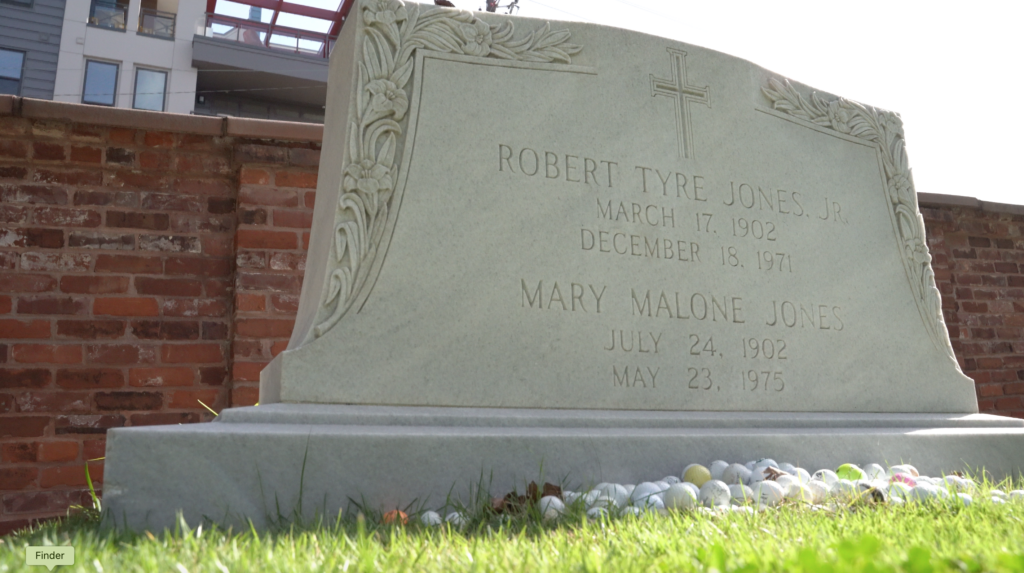 ROBERT TYRE JONES, JR.
MARCH 17, 1902
DECEMBER 18, 1971
MARY MALONE JONES
JULY 24, 1902
MAY 23, 1975
Finder